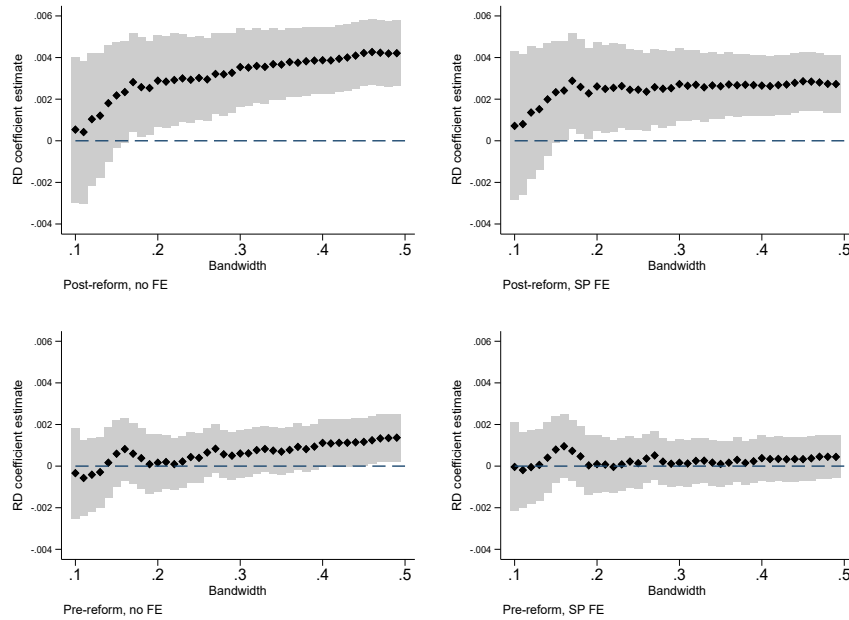 .006
.004
.002
0
-.002
-.004
RD coefficient estimate
.1 .2 .3 .4 .5
Bandwidth
Post-reform, no FE
.006
.004
.002
0
-.002
-.004
RD coefficient estimate
.1 .2 .3 .4 .5
Bandwidth
Post-reform, SP FE
.006
.004
.002
0
-.002
-.004
RD coefficient estimate
.1 .2 .3 .4 .5
Bandwidth
Pre-reform, no FE
.006
.004
.002
0
-.002
-.004
RD coefficient estimate
.1 .2 .3 .4 .5
Bandwidth
Pre-reform, SP FE